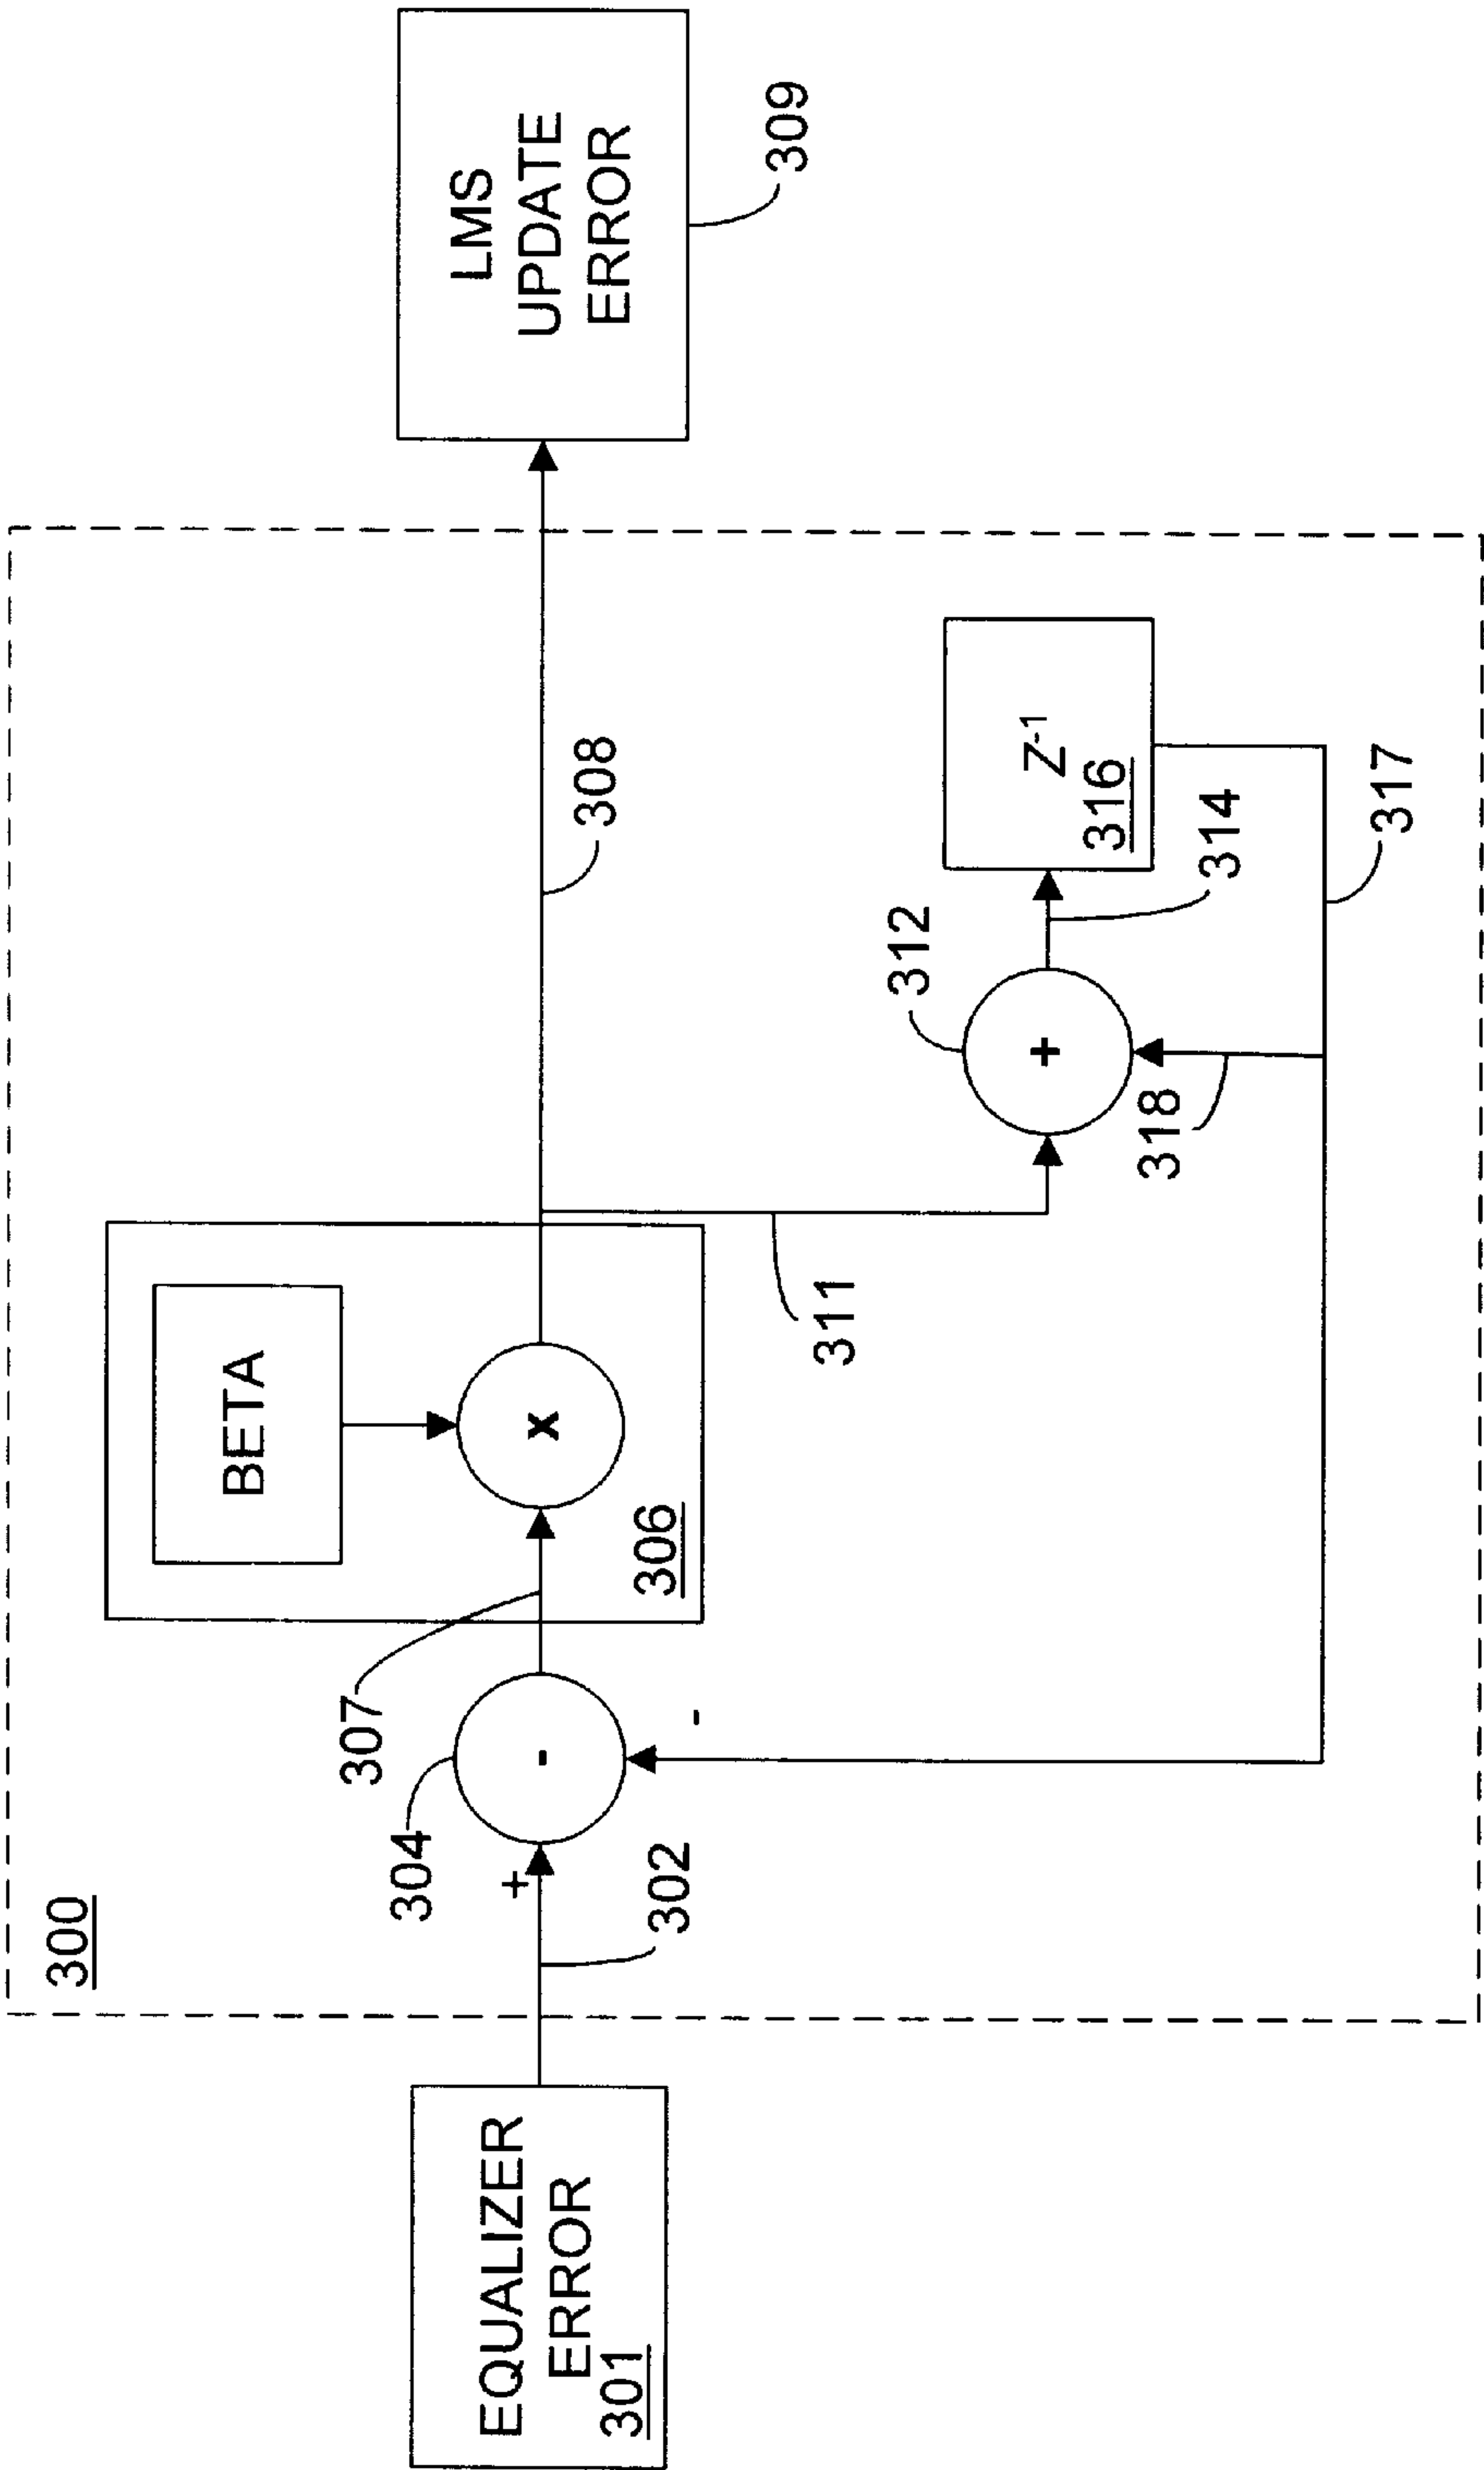 300
EQUALIZER
ERROR
301
302
+
304
-
-
307
BETA
x
306
308
311
312
+
318
314
Z-1
316
317
LMS
UPDATE
ERROR
309